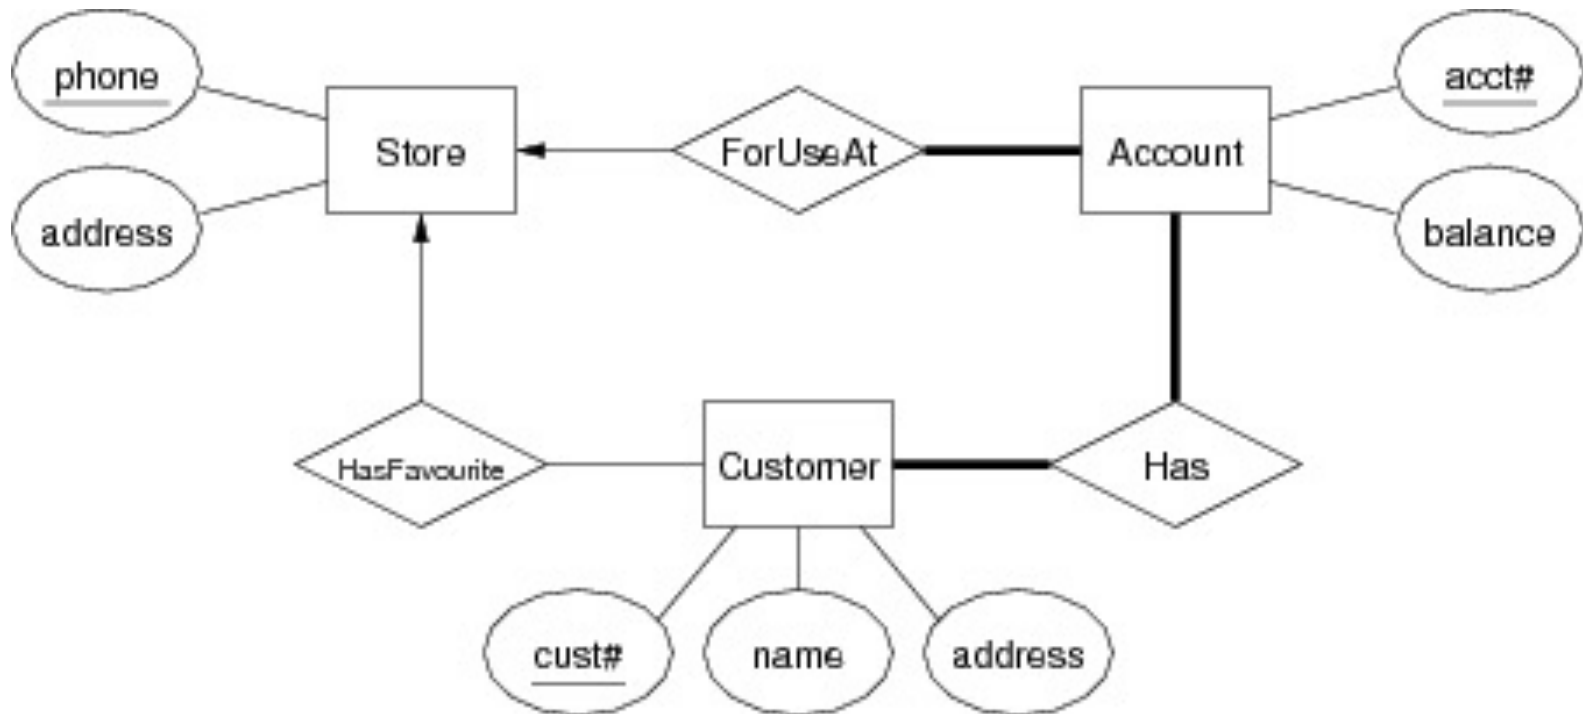 phone
acct#
Store
ForUseAt
Account
address
balance
HasFavourite
Customer
Has
cust#
name
address